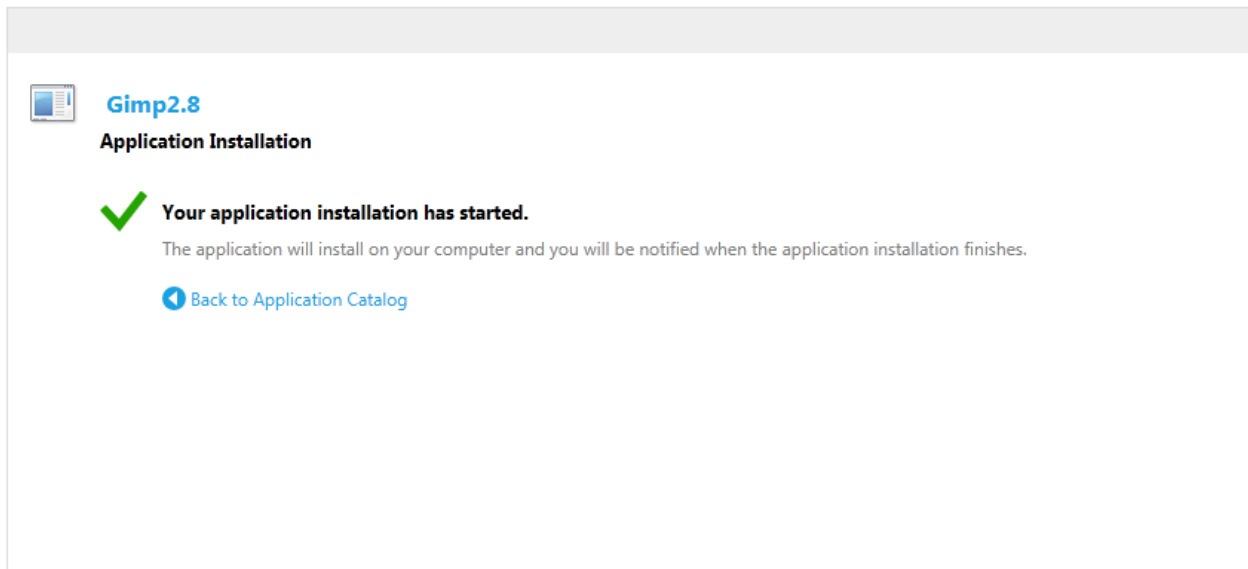 Gimp2.8
Application Installation
Your application installation has started.
The application will install on your computer and you will be notified when the application installation finishes.
Back to Application Catalog